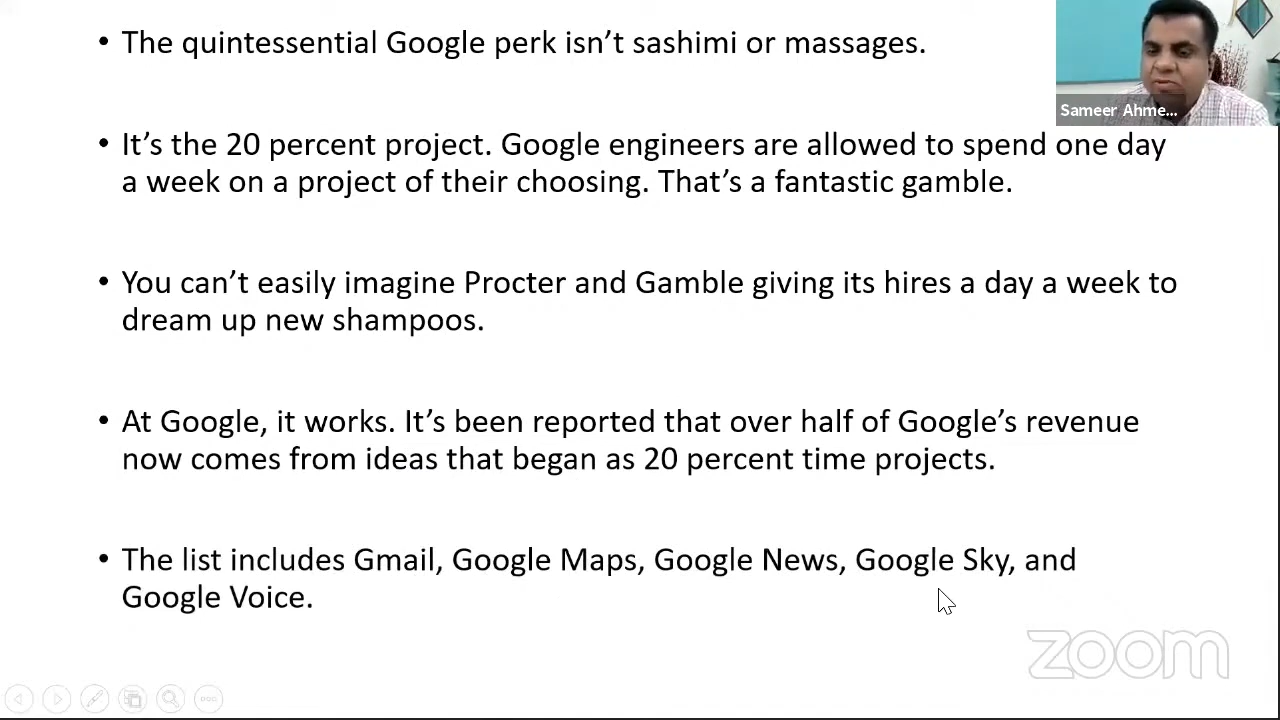 • The quintessential Google perk isn’t sashimi or massages.
Sameer Ahme...
• It’s the 20 percent project. Google engineers are allowed to spend one day
a week on a project of their choosing. That’s a fantastic gamble.
• You can’t easily imagine Procter and Gamble giving its hires a day a week to
dream up new shampoos.
• At Google, it works. It’s been reported that over half of Google’s revenue
now comes from ideas that began as 20 percent time projects.
• The list includes Gmail, Google Maps, Google News, Google Sky, and
Google Voice.
zoom